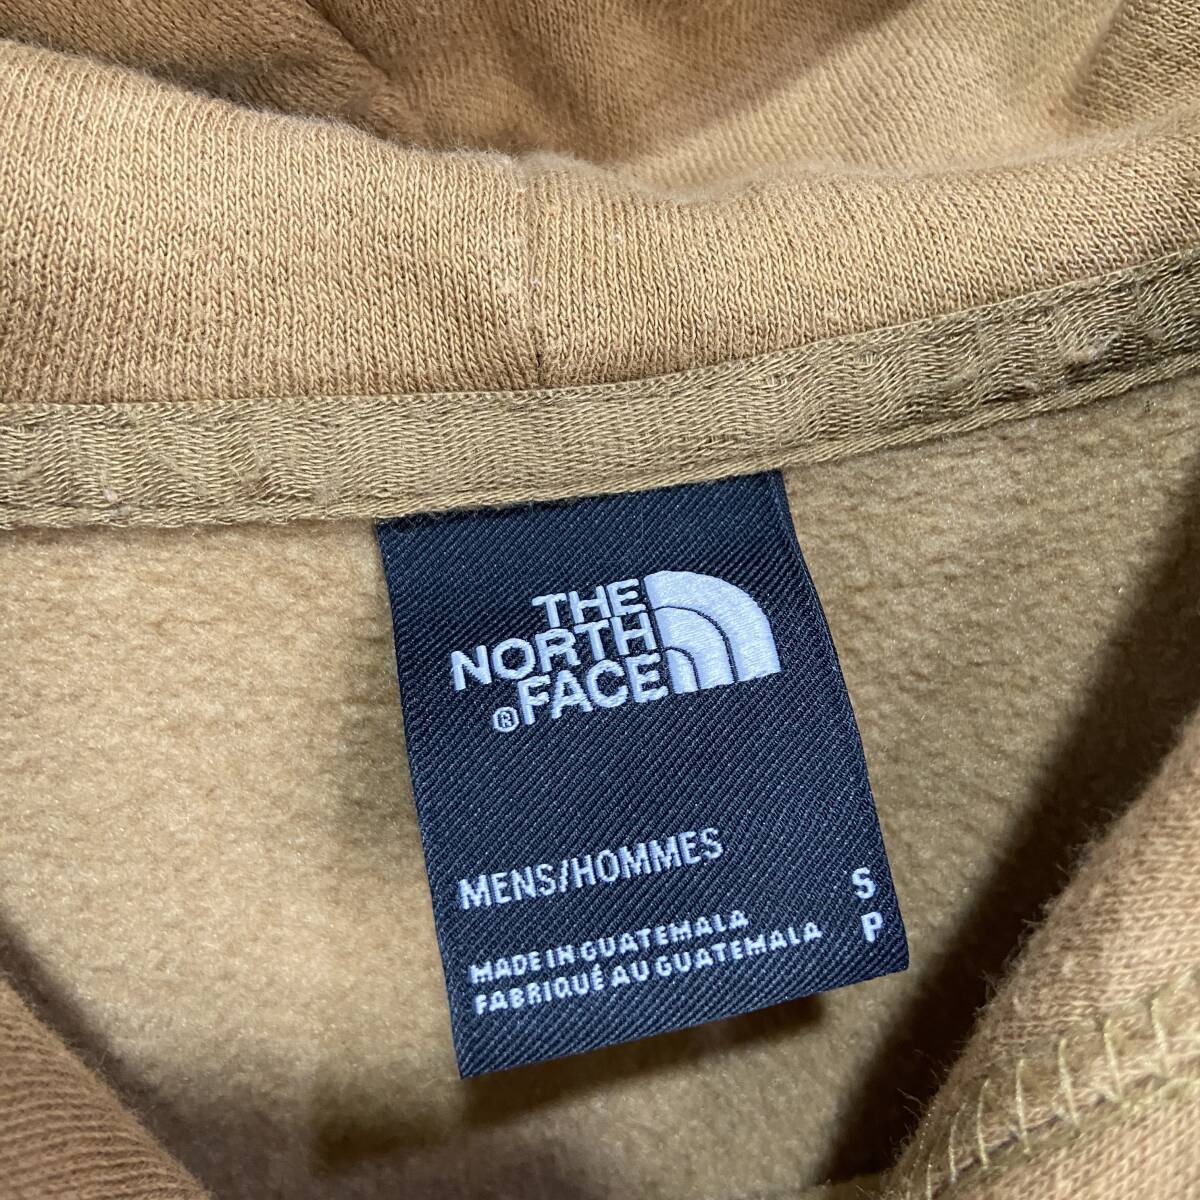 THE
NORTH
®FACE
MENS/HOMMES
MADE IN GUATEMALA S
FABRIQUÉ AU GUATEMALA P